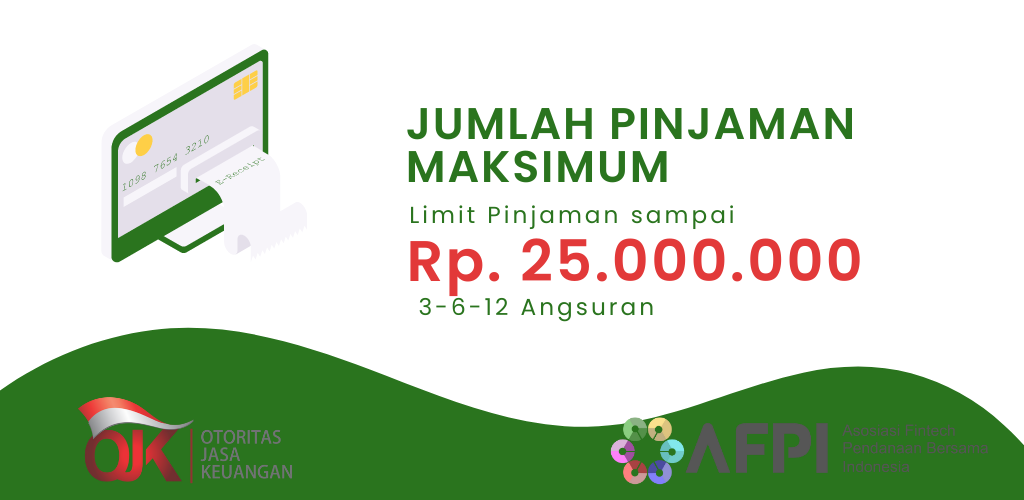 1098 7654 3210
E-Receipt
JUMLAH PINJAMAN
MAKSIMUM
Limit Pinjaman sampai
Rp. 25.000.000
3-6-12 Angsuran
OJK
OTORITAS
JASA
KEUANGAN
AFPI
Indonesia